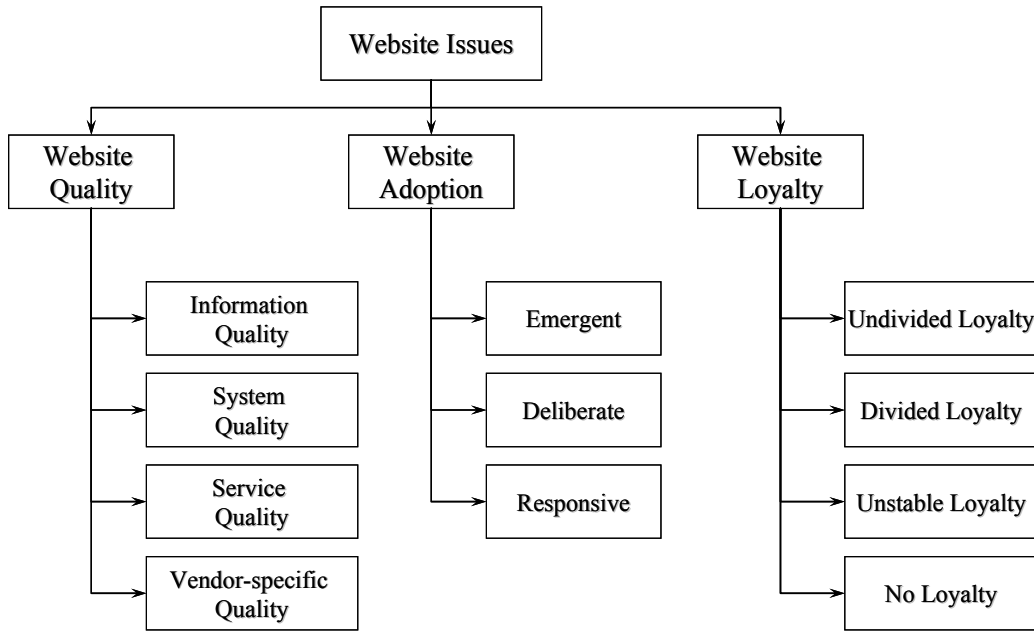 Website Issues
Website
Quality
Website
Adoption
Website
Loyalty
Information
Quality
System
Quality
Service
Quality
Vendor-specific
Quality
Emergent
Deliberate
Responsive
Undivided Loyalty
Divided Loyalty
Unstable Loyalty
No Loyalty